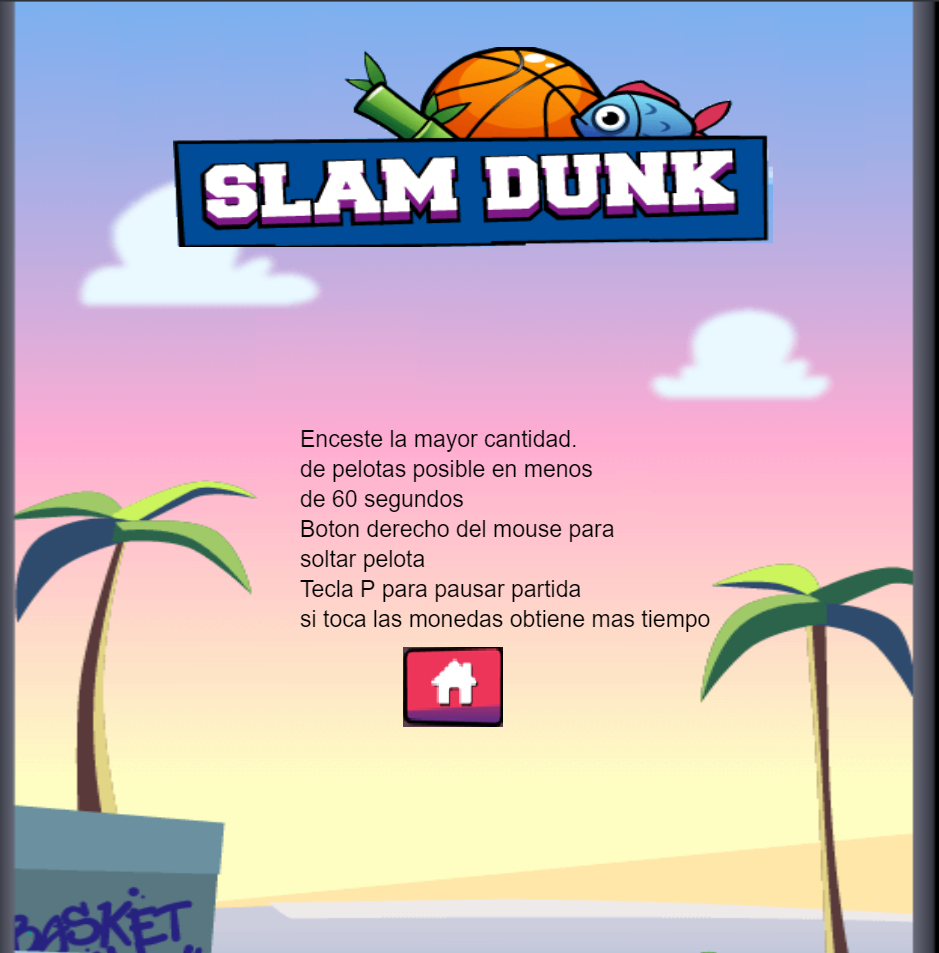 SLAM DUNK
Enceste la mayor cantidad.
de pelotas posible en menos
de 60 segundos
Boton derecho del mouse para
soltar pelota
Tecla P para pausar partida
si toca las monedas obtiene mas tiempo
BASKET